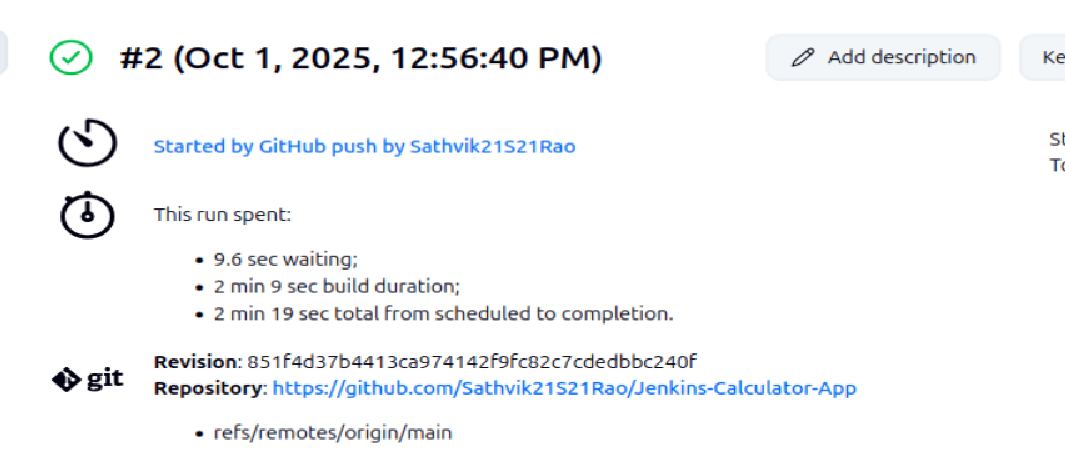 #2 (Oct 1, 2025, 12:56:40 PM)
Add description
Ke
Started by GitHub push by Sathvik21S21Rao
St
To
This run spent:
• 9.6 sec waiting;
• 2 min 9 sec build duration;
• 2 min 19 sec total from scheduled to completion.
git
Revision: 851f4d37b4413ca974142f9fc82c7cdedbbc240f
Repository: https://github.com/Sathvik21S21Rao/Jenkins-Calculator-App
• refs/remotes/origin/main